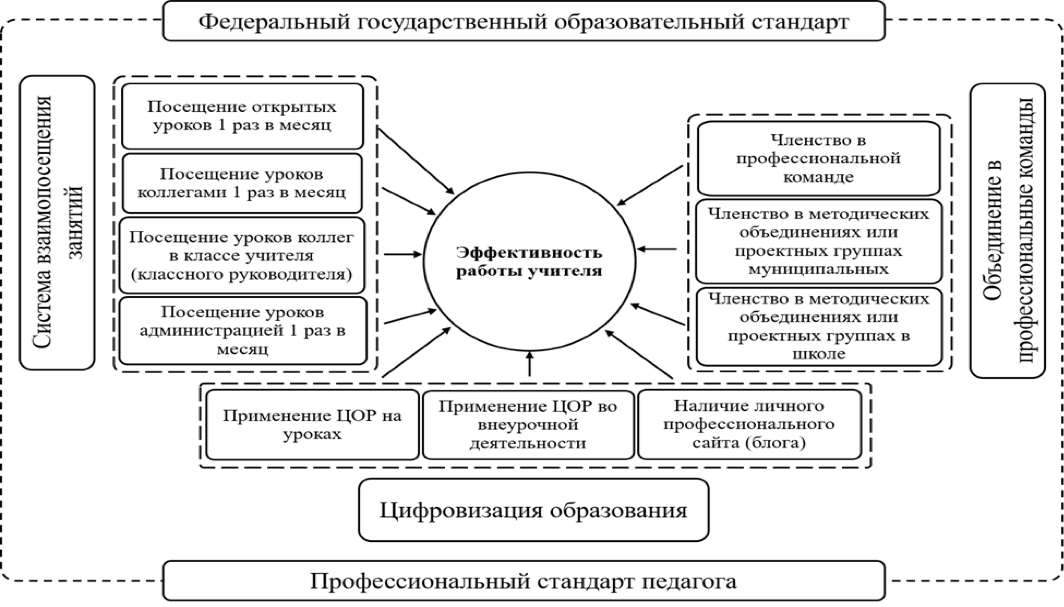 Федеральный государственный образовательный стандарт
Система взаимопосещения
занятий
Посещение открытых
уроков 1 раз в месяц
Посещение уроков
коллегами 1 раз в месяц
Посещение уроков коллег
в классе учителя
(классного руководителя)
Посещение уроков
администрацией 1 раз в
месяц
Эффективность
работы учителя
Членство в
профессиональной
команде
Членство в методических
объединениях или
проектных группах
муниципальных
Членство в методических
объединениях или
проектных группах в
школе
Объединение в
профессиональные команды
Применение ЦОР на
уроках
Применение ЦОР во
внеурочной
деятельности
Наличие личного
профессионального
сайта (блога)
Цифровизация образования
Профессиональный стандарт педагога